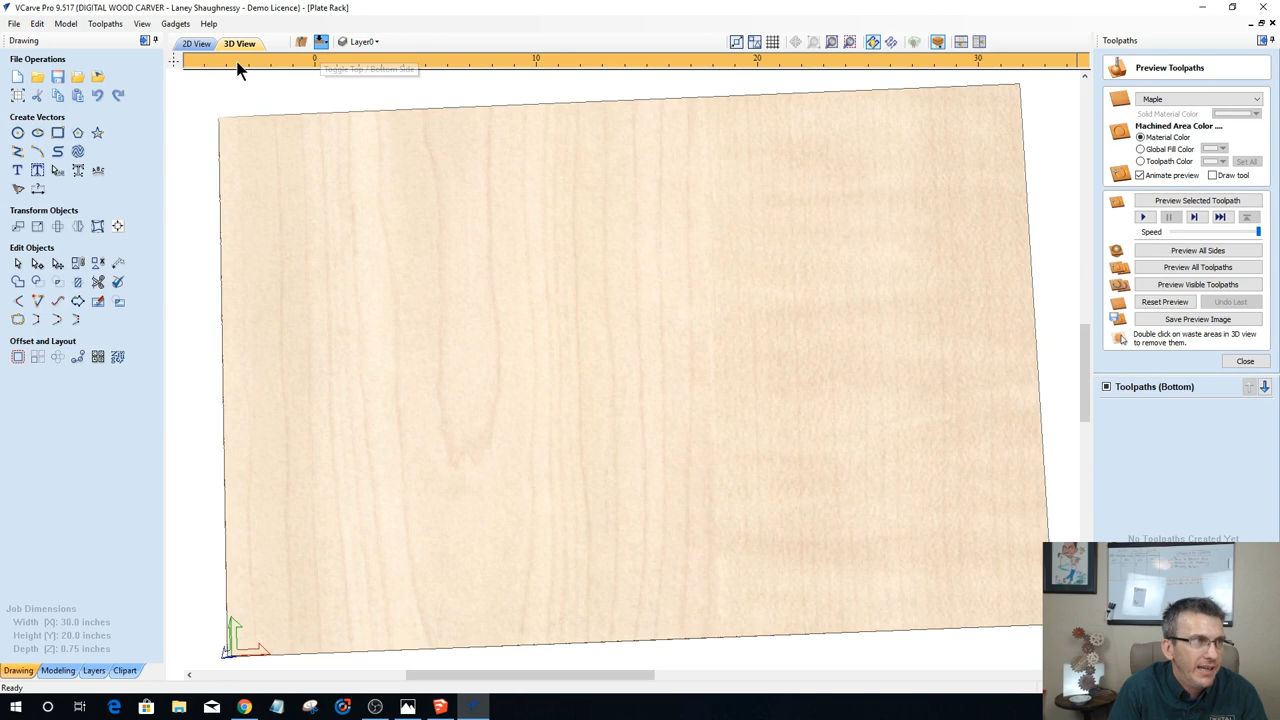 VCarve Pro 9.517 {DIGITAL WOOD CARVER - Laney Shaughnessy - Demo Licence} - [Plate Rack]
File Edit Model Toolpaths View Gadgets Help
Drawing
2D View 3D View Layer0
Toolpaths
File Operations
0 10 20 30
Toggle Top / Bottom Side
Preview Toolpaths
Maple
Solid Material Color
Create Vectors
Machined Area Color ....
Material Color
Global Fill Color
Toolpath Color Set All
Animate preview Draw tool
Transform Objects
Preview Selected Toolpath
Speed
Edit Objects
Preview All Sides
Preview All Toolpaths
Preview Visible Toolpaths
Reset Preview Undo Last
Save Preview Image
Double click on waste areas in 3D view
to remove them.
Offset and Layout
Close
Toolpaths (Bottom)
No Toolpaths Created Yet
Job Dimensions
Width (X): 30.0 inches
Height (Y): 20.0 inches
Depth (Z): 0.75 inches
Drawing Modeling Layers Clipart
Ready